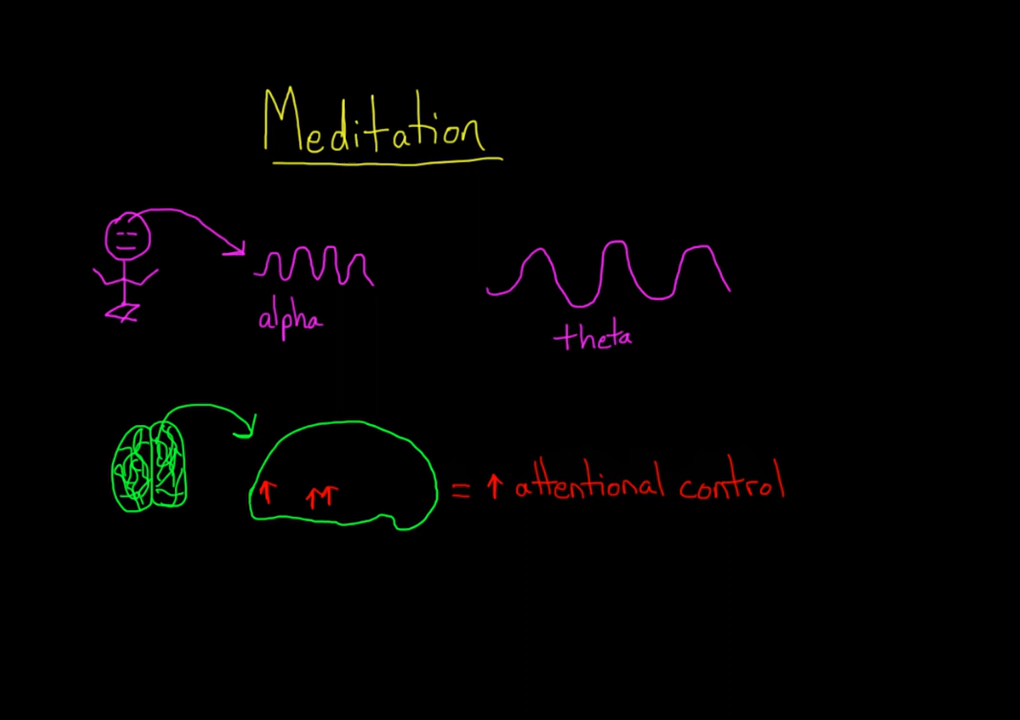 Meditation
alpha
theta
= ↑ attentional control